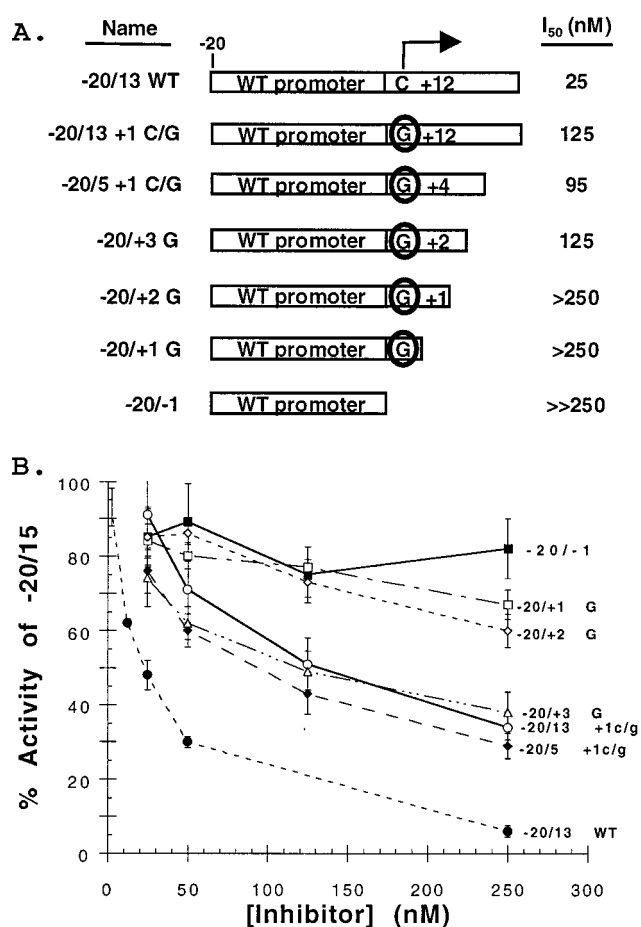 A.
Name
I50 (nM)
-20
-20/13 WT
WT promoter
C +12
25
-20/13 +1 C/G
WT promoter
G +12
125
-20/5 +1 C/G
WT promoter
G +4
95
-20/+3 G
WT promoter
G +2
125
-20/+2 G
WT promoter
G +1
>250
-20/+1 G
WT promoter
G
>250
-20/-1
WT promoter
>>250
B.
% Activity of -20/15
100
80
60
40
20
0
-20/-1
-20/+1 G
-20/+2 G
-20/+3 G
-20/13 +1c/g
-20/5 +1c/g
-20/13 WT
0 50 100 150 200 250 300
[Inhibitor] (nM)